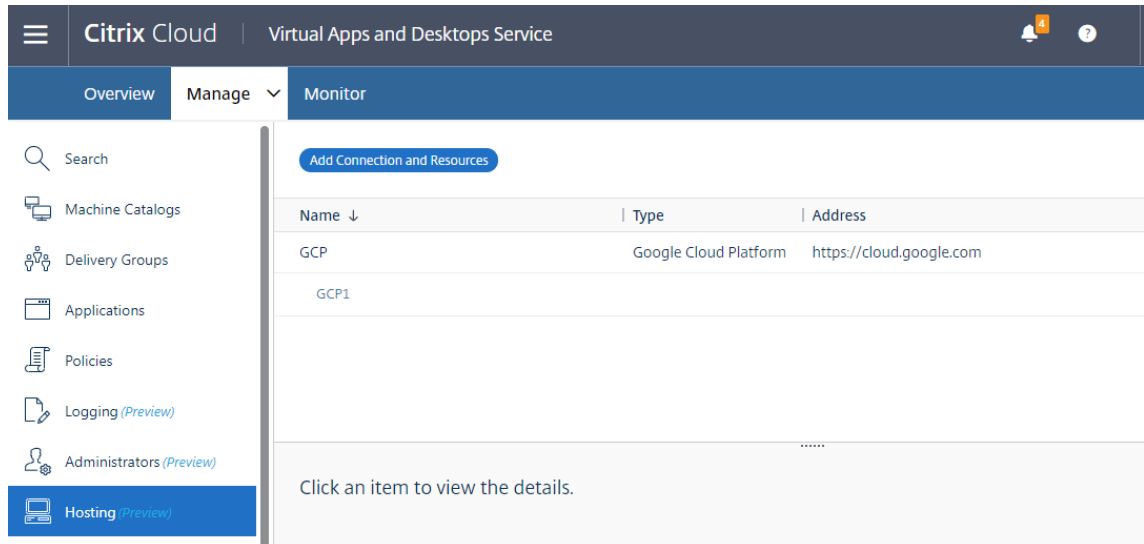 Citrix Cloud | Virtual Apps and Desktops Service 4 ?
Overview Manage Monitor
Search
Machine Catalogs
Delivery Groups
Applications
Policies
Logging (Preview)
Administrators (Preview)
Hosting (Preview)
Add Connection and Resources
Name ↓ Type Address
GCP Google Cloud Platform https://cloud.google.com
GCP1
Click an item to view the details.